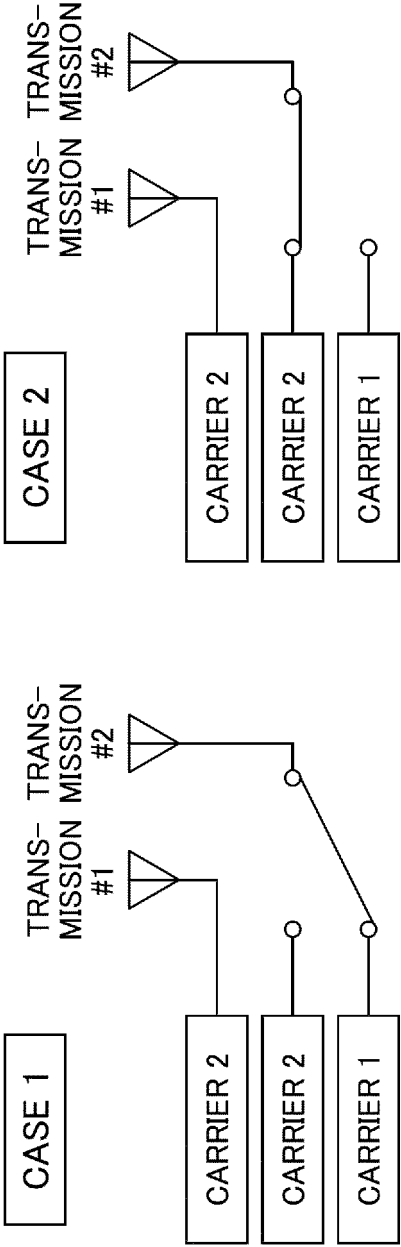 CASE 1
TRANS-
MISSION
#1
TRANS-
MISSION
#2
CARRIER 2
CARRIER 2
CARRIER 1
CASE 2
TRANS-
MISSION
#1
TRANS-
MISSION
#2
CARRIER 2
CARRIER 2
CARRIER 1